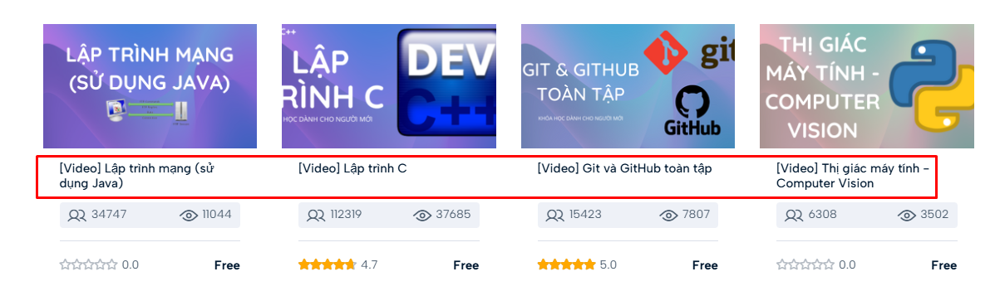 LẬP TRÌNH MẠNG
(SỬ DỤNG JAVA)
C++
LẬP
RÌNH C
HỌC DÀNH CHO NGƯỜI MỚI
DEV
C++
GIT & GITHUB
TOÀN TẬP
KHÓA HỌC DÀNH CHO NGƯỜI MỚI
git
GitHub
THỊ GIÁC
MÁY TÍNH -
COMPUTER
VISION
[Video] Lập trình mạng (sử
dụng Java)
[Video] Lập trình C
[Video] Git và GitHub toàn tập
[Video] Thị giác máy tính -
Computer Vision
34747 11044
112319 37685
15423 7807
6308 3502
0.0 Free
4.7 Free
5.0 Free
0.0 Free